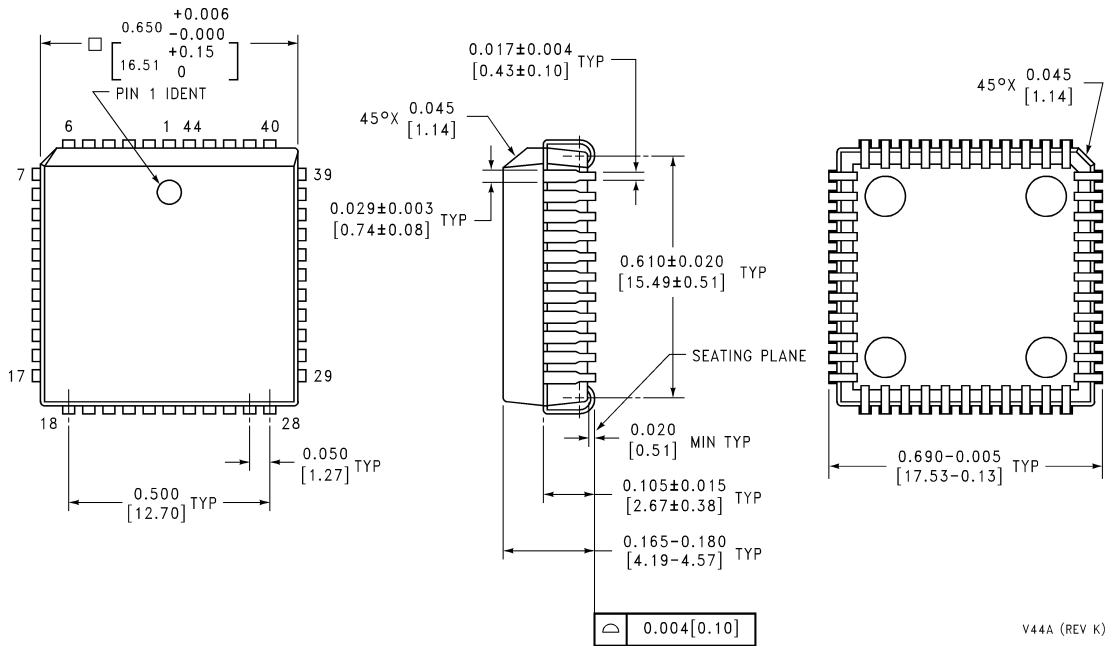 0.650 +0.006
-0.000
[16.51 +0.15
0]
PIN 1 IDENT
6 1 44 40
7 39
17 29
18 28
0.050
[1.27] TYP
0.500
[12.70] TYP
0.017±0.004
[0.43±0.10] TYP
45°X 0.045
[1.14]
0.029±0.003
[0.74±0.08] TYP
0.610±0.020
[15.49±0.51] TYP
SEATING PLANE
0.020
[0.51] MIN TYP
0.105±0.015
[2.67±0.38] TYP
0.165-0.180
[4.19-4.57] TYP
0.004[0.10]
45°X 0.045
[1.14]
0.690-0.005
[17.53-0.13] TYP
V44A (REV K)